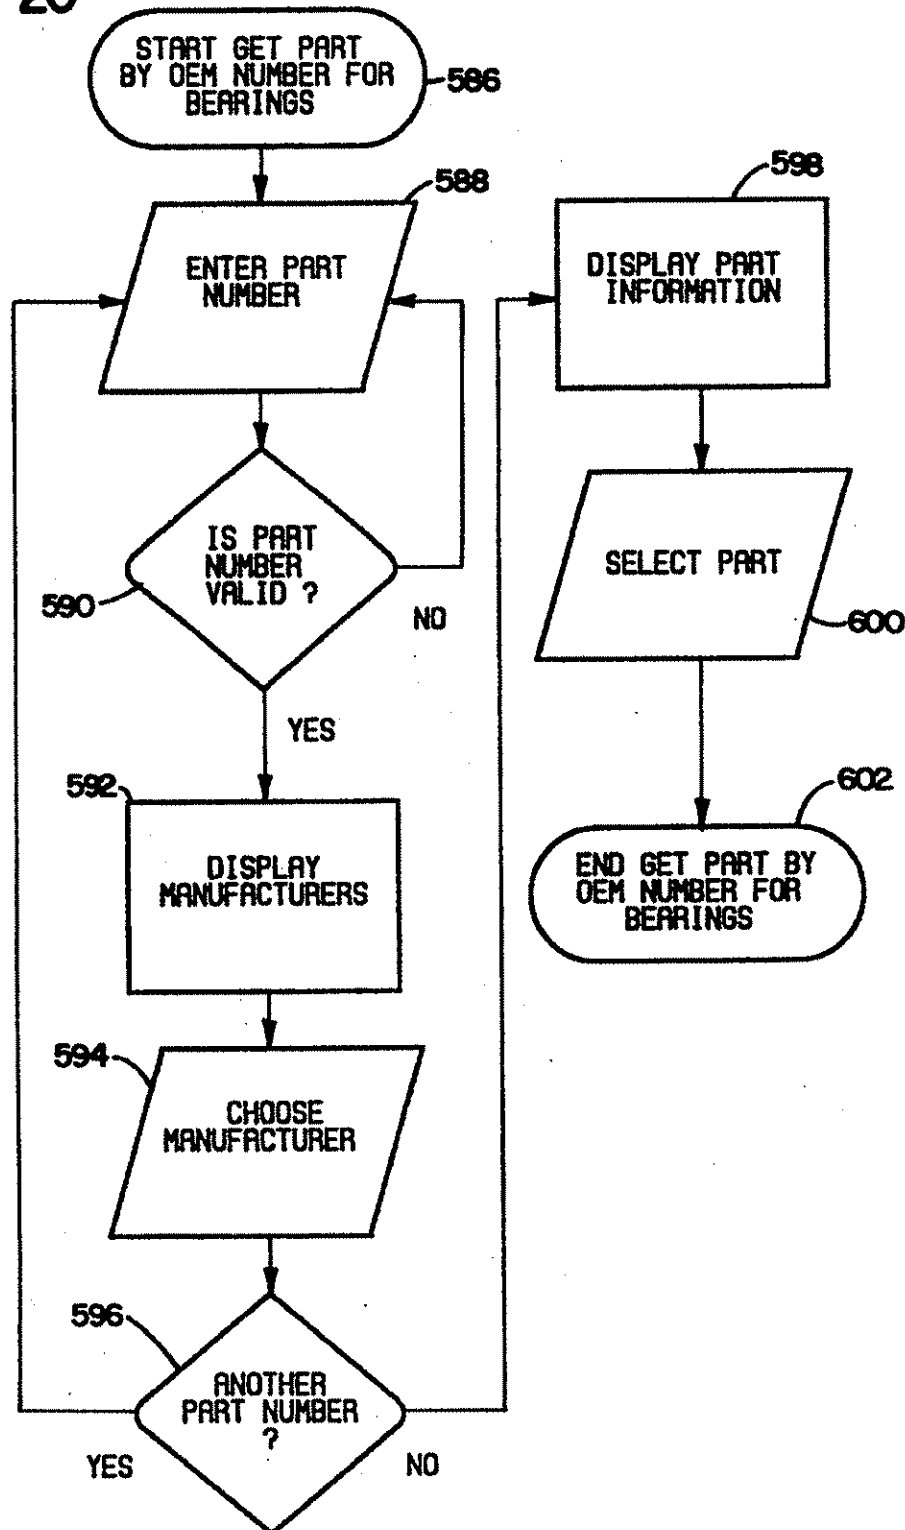 20
START GET PART
BY OEM NUMBER FOR
BEARINGS
586
588
ENTER PART
NUMBER
IS PART
NUMBER
VALID ?
590
NO
YES
592
DISPLAY
MANUFACTURERS
594
CHOOSE
MANUFACTURER
596
ANOTHER
PART NUMBER
?
YES
NO
598
DISPLAY PART
INFORMATION
SELECT PART
600
602
END GET PART BY
OEM NUMBER FOR
BEARINGS